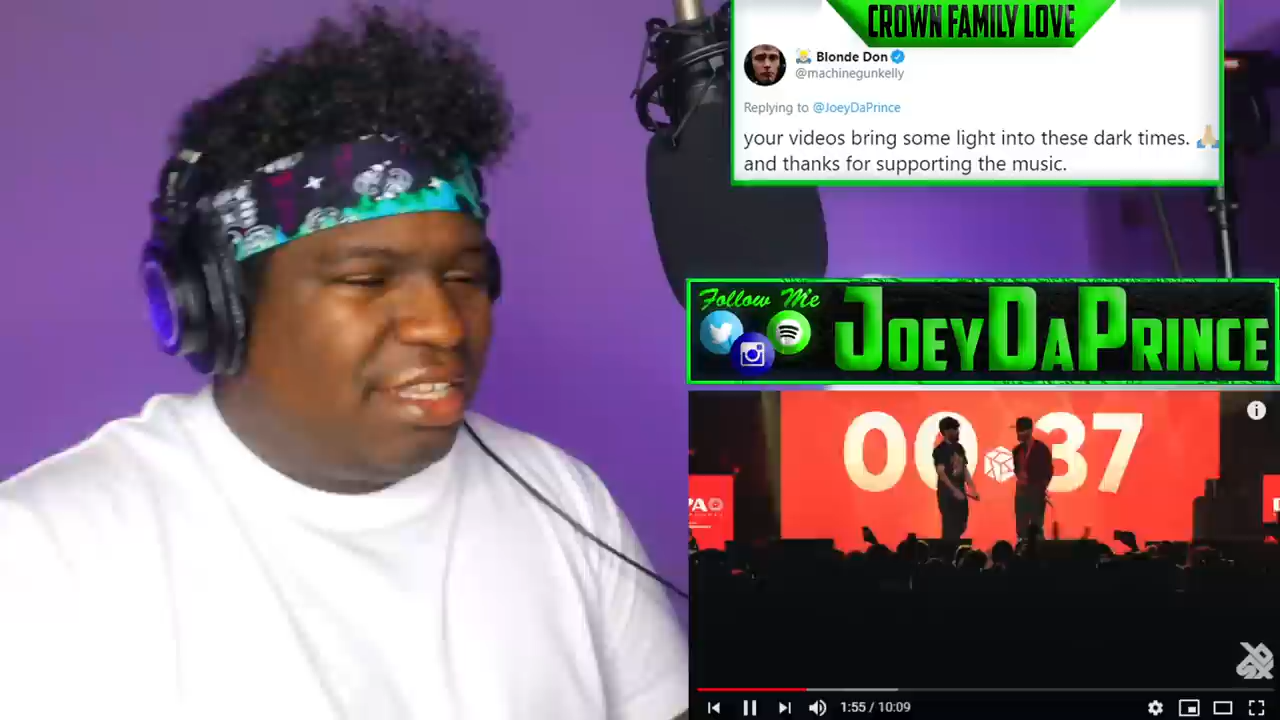 CROWN FAMILY LOVE
Blonde Don
@machinegunkelly
Replying to @JoeyDaPrince
your videos bring some light into these dark times. 🙏🏼
and thanks for supporting the music.
Follow Me
JOEYDAPRINCE
00 37
1:55 / 10:09